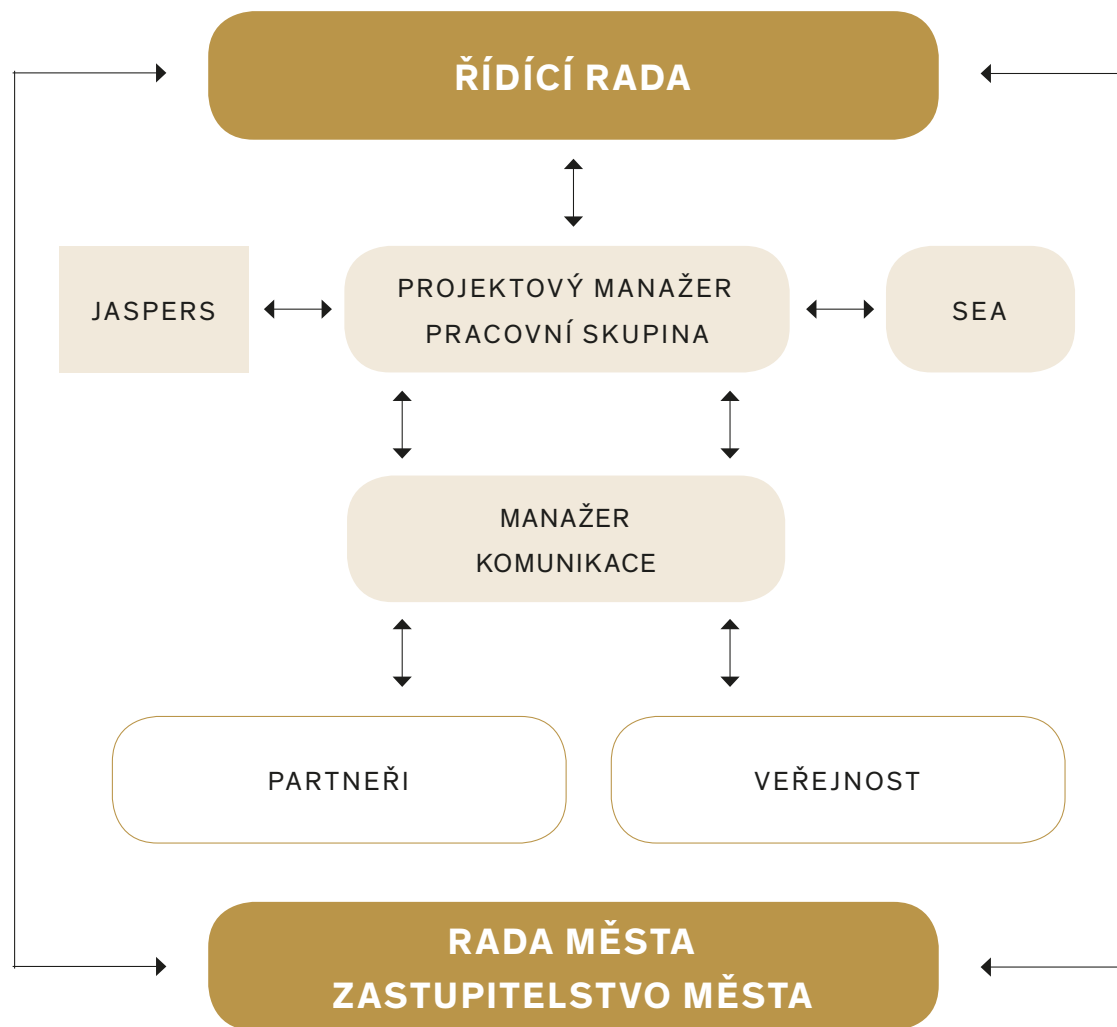 ŘÍDÍCÍ RADA
JASPERS
PROJEKTOVÝ MANAŽER
PRACOVNÍ SKUPINA
SEA
MANAŽER
KOMUNIKACE
PARTNEŘI
VEŘEJNOST
RADA MĚSTA
ZASTUPITELSTVO MĚSTA